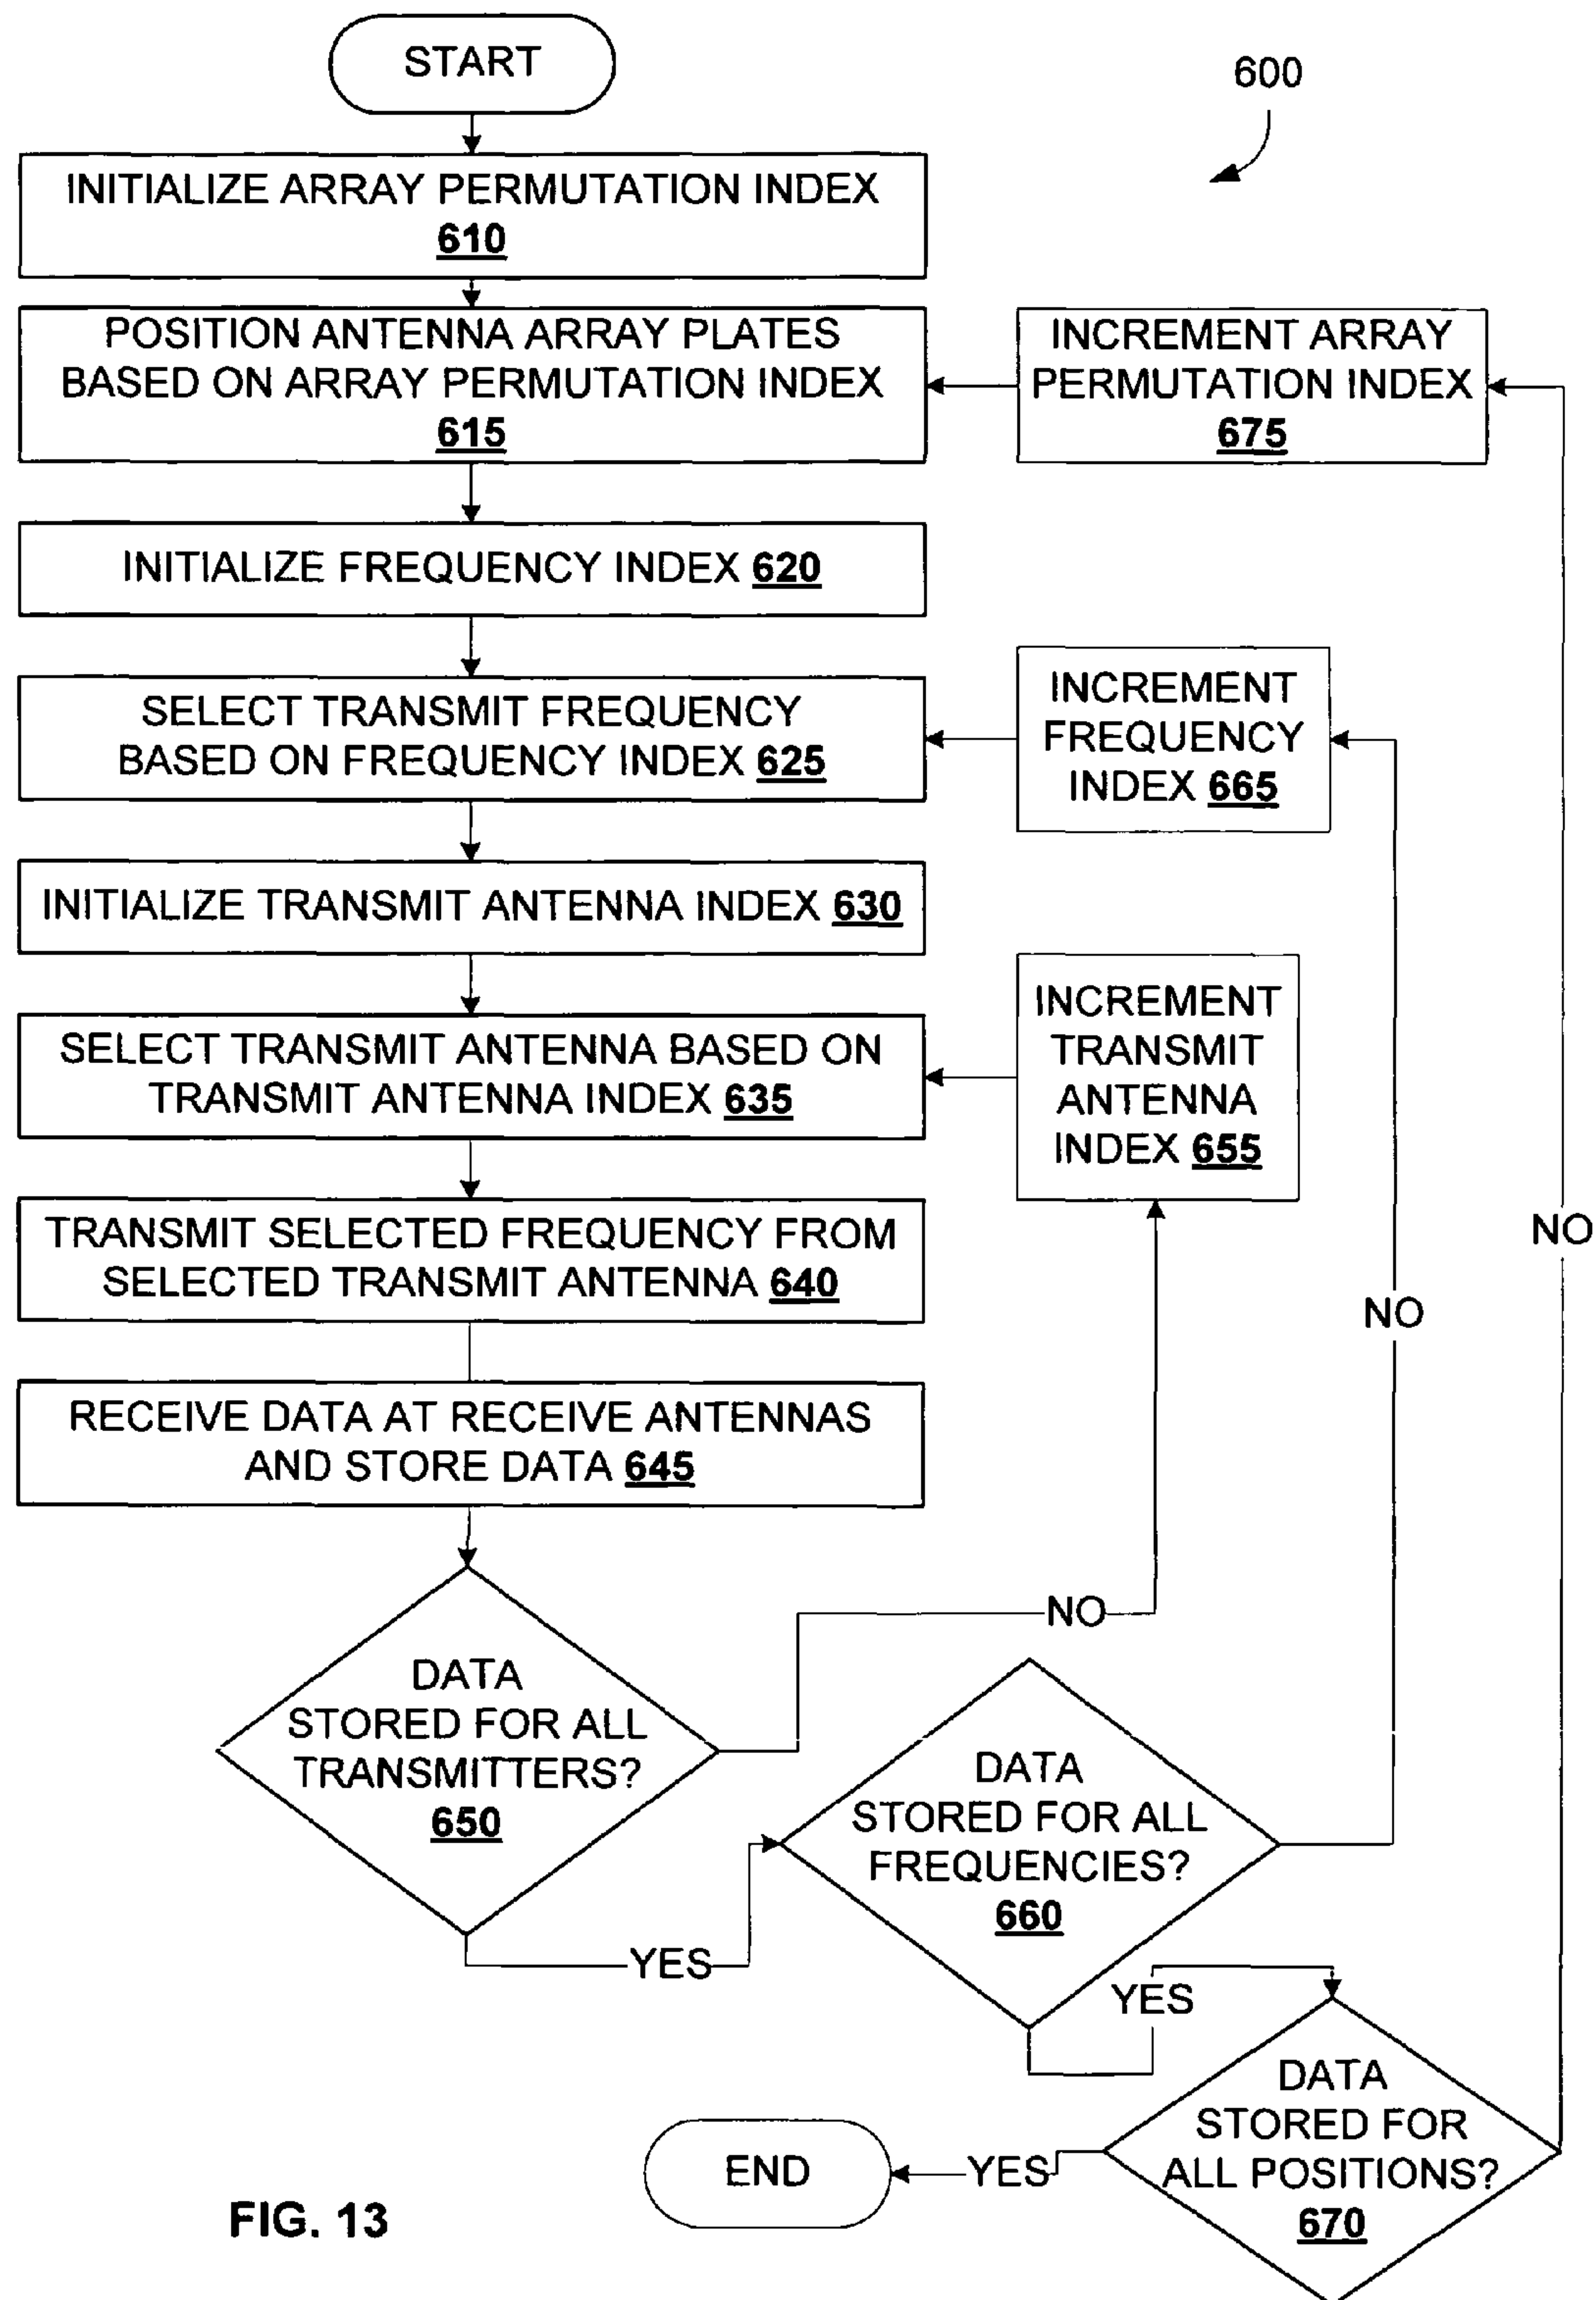 START
600
INITIALIZE ARRAY PERMUTATION INDEX
610
POSITION ANTENNA ARRAY PLATES
BASED ON ARRAY PERMUTATION INDEX
615
INCREMENT ARRAY
PERMUTATION INDEX
675
INITIALIZE FREQUENCY INDEX 620
SELECT TRANSMIT FREQUENCY
BASED ON FREQUENCY INDEX 625
INCREMENT
FREQUENCY
INDEX 665
INITIALIZE TRANSMIT ANTENNA INDEX 630
SELECT TRANSMIT ANTENNA BASED ON
TRANSMIT ANTENNA INDEX 635
INCREMENT
TRANSMIT
ANTENNA
INDEX 655
TRANSMIT SELECTED FREQUENCY FROM
SELECTED TRANSMIT ANTENNA 640
NO
NO
RECEIVE DATA AT RECEIVE ANTENNAS
AND STORE DATA 645
NO
DATA
STORED FOR ALL
TRANSMITTERS?
650
DATA
STORED FOR ALL
FREQUENCIES?
660
YES
YES
DATA
STORED FOR
ALL POSITIONS?
670
YES
END
FIG. 13